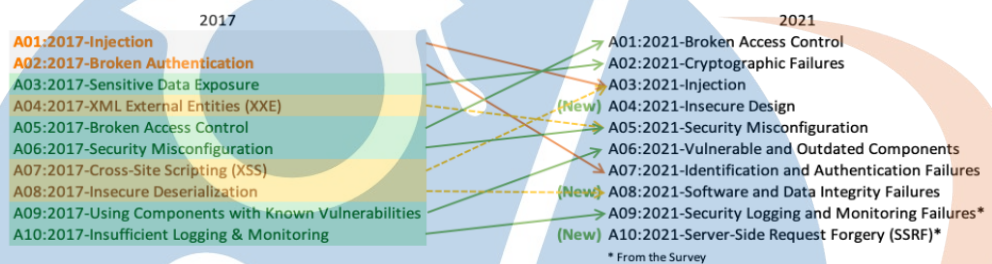 2017
A01:2017-Injection
A02:2017-Broken Authentication
A03:2017-Sensitive Data Exposure
A04:2017-XML External Entities (XXE)
A05:2017-Broken Access Control
A06:2017-Security Misconfiguration
A07:2017-Cross-Site Scripting (XSS)
A08:2017-Insecure Deserialization
A09:2017-Using Components with Known Vulnerabilities
A10:2017-Insufficient Logging & Monitoring
2021
A01:2021-Broken Access Control
A02:2021-Cryptographic Failures
A03:2021-Injection
(New) A04:2021-Insecure Design
A05:2021-Security Misconfiguration
A06:2021-Vulnerable and Outdated Components
A07:2021-Identification and Authentication Failures
(New) A08:2021-Software and Data Integrity Failures
A09:2021-Security Logging and Monitoring Failures*
(New) A10:2021-Server-Side Request Forgery (SSRF)*
* From the Survey